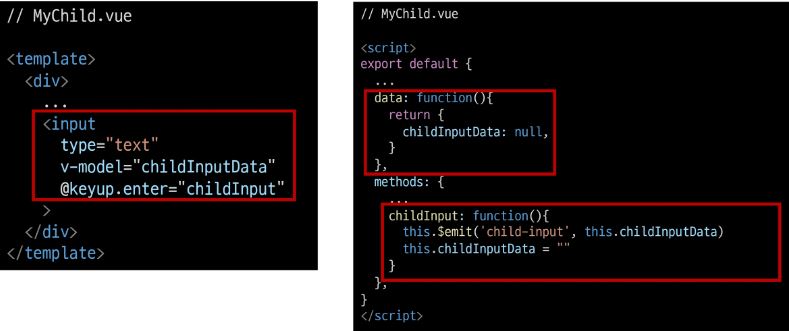 // MyChild.vue
<template>
<div>
...
<input
type="text"
v-model="childInputData"
@keyup.enter="childInput"
>
</div>
</template>
// MyChild.vue
<script>
export default {
...
data: function(){
return {
childInputData: null,
}
},
methods: {
...
childInput: function(){
this.$emit('child-input', this.childInputData)
this.childInputData = ""
}
},
}
</script>